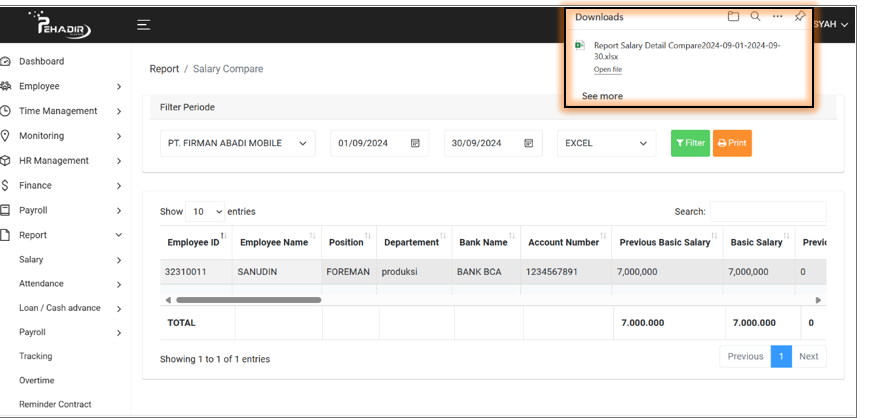 PEHADIR
SYAH
Downloads
Report Salary Detail Compare2024-09-01-2024-09-
30.xlsx
Open file
See more
Dashboard
Employee
Time Management
Monitoring
HR Management
Finance
Payroll
Report
Salary
Attendance
Loan / Cash advance
Payroll
Tracking
Overtime
Reminder Contract
Report / Salary Compare
Filter Periode
PT. FIRMAN ABADI MOBILE 01/09/2024 30/09/2024 EXCEL Filter Print
Show 10 entries Search:
Employee ID Employee Name Position Departement Bank Name Account Number Previous Basic Salary Basic Salary Previc
32310011 SANUDIN FOREMAN produksi BANK BCA 1234567891 7,000,000 7,000,000 0
TOTAL 7.000.000 7.000.000 0
Showing 1 to 1 of 1 entries Previous 1 Next